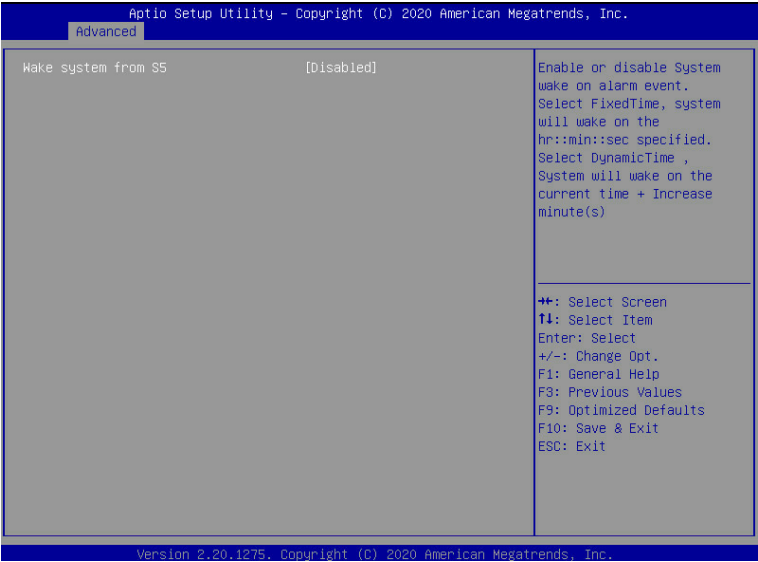 Aptio Setup Utility – Copyright (C) 2020 American Megatrends, Inc.
Advanced
Wake system from S5 [Disabled]
Enable or disable System
wake on alarm event.
Select FixedTime, system
will wake on the
hr::min::sec specified.
Select DynamicTime ,
System will wake on the
current time + Increase
minute(s)
→←: Select Screen
↑↓: Select Item
Enter: Select
+/-: Change Opt.
F1: General Help
F3: Previous Values
F9: Optimized Defaults
F10: Save & Exit
ESC: Exit
Version 2.20.1275. Copyright (C) 2020 American Megatrends, Inc.